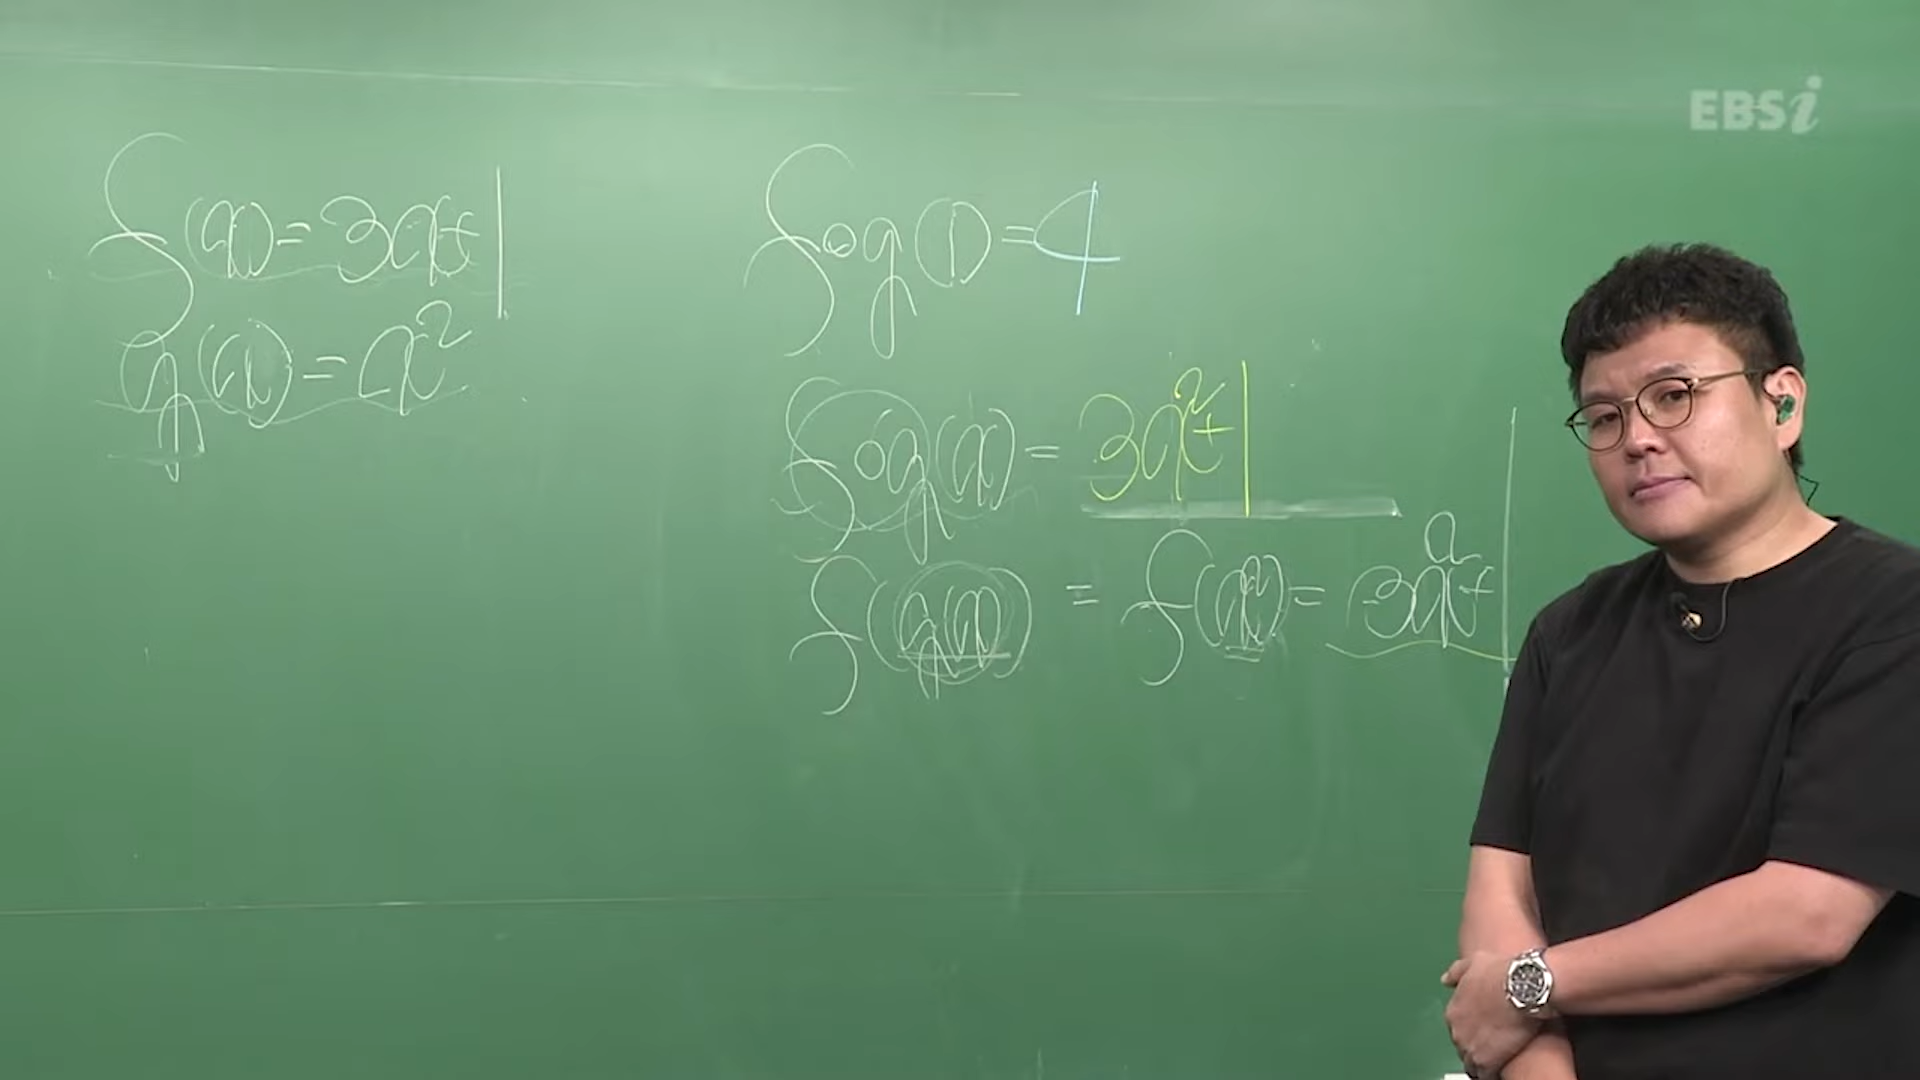 EBSi
f(x)=3x+1
g(x)=x²
f∘g(1)=4
f∘g(x)=3x²+1
f(g(x))=f(x²)=3x²+1